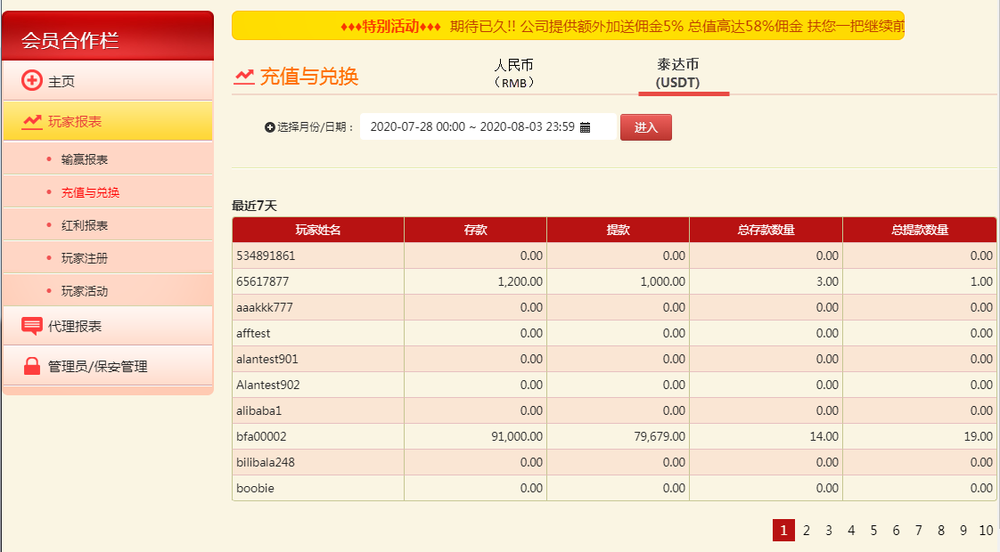 会员合作栏
主页
玩家报表
输赢报表
充值与兑换
红利报表
玩家注册
玩家活动
代理报表
管理员/保安管理
♦♦♦特别活动♦♦♦ 期待已久!! 公司提供额外加送佣金5% 总值高达58%佣金 扶您一把继续前
充值与兑换
人民币
（RMB）
泰达币
(USDT)
选择月份/日期： 2020-07-28 00:00 ~ 2020-08-03 23:59 进入
最近7天
玩家姓名 存款 提款 总存款数量 总提款数量
534891861 0.00 0.00 0.00 0.00
65617877 1,200.00 1,000.00 3.00 1.00
aaakkk777 0.00 0.00 0.00 0.00
afftest 0.00 0.00 0.00 0.00
alantest901 0.00 0.00 0.00 0.00
Alantest902 0.00 0.00 0.00 0.00
alibaba1 0.00 0.00 0.00 0.00
bfa00002 91,000.00 79,679.00 14.00 19.00
bilibala248 0.00 0.00 0.00 0.00
boobie 0.00 0.00 0.00 0.00
1 2 3 4 5 6 7 8 9 10